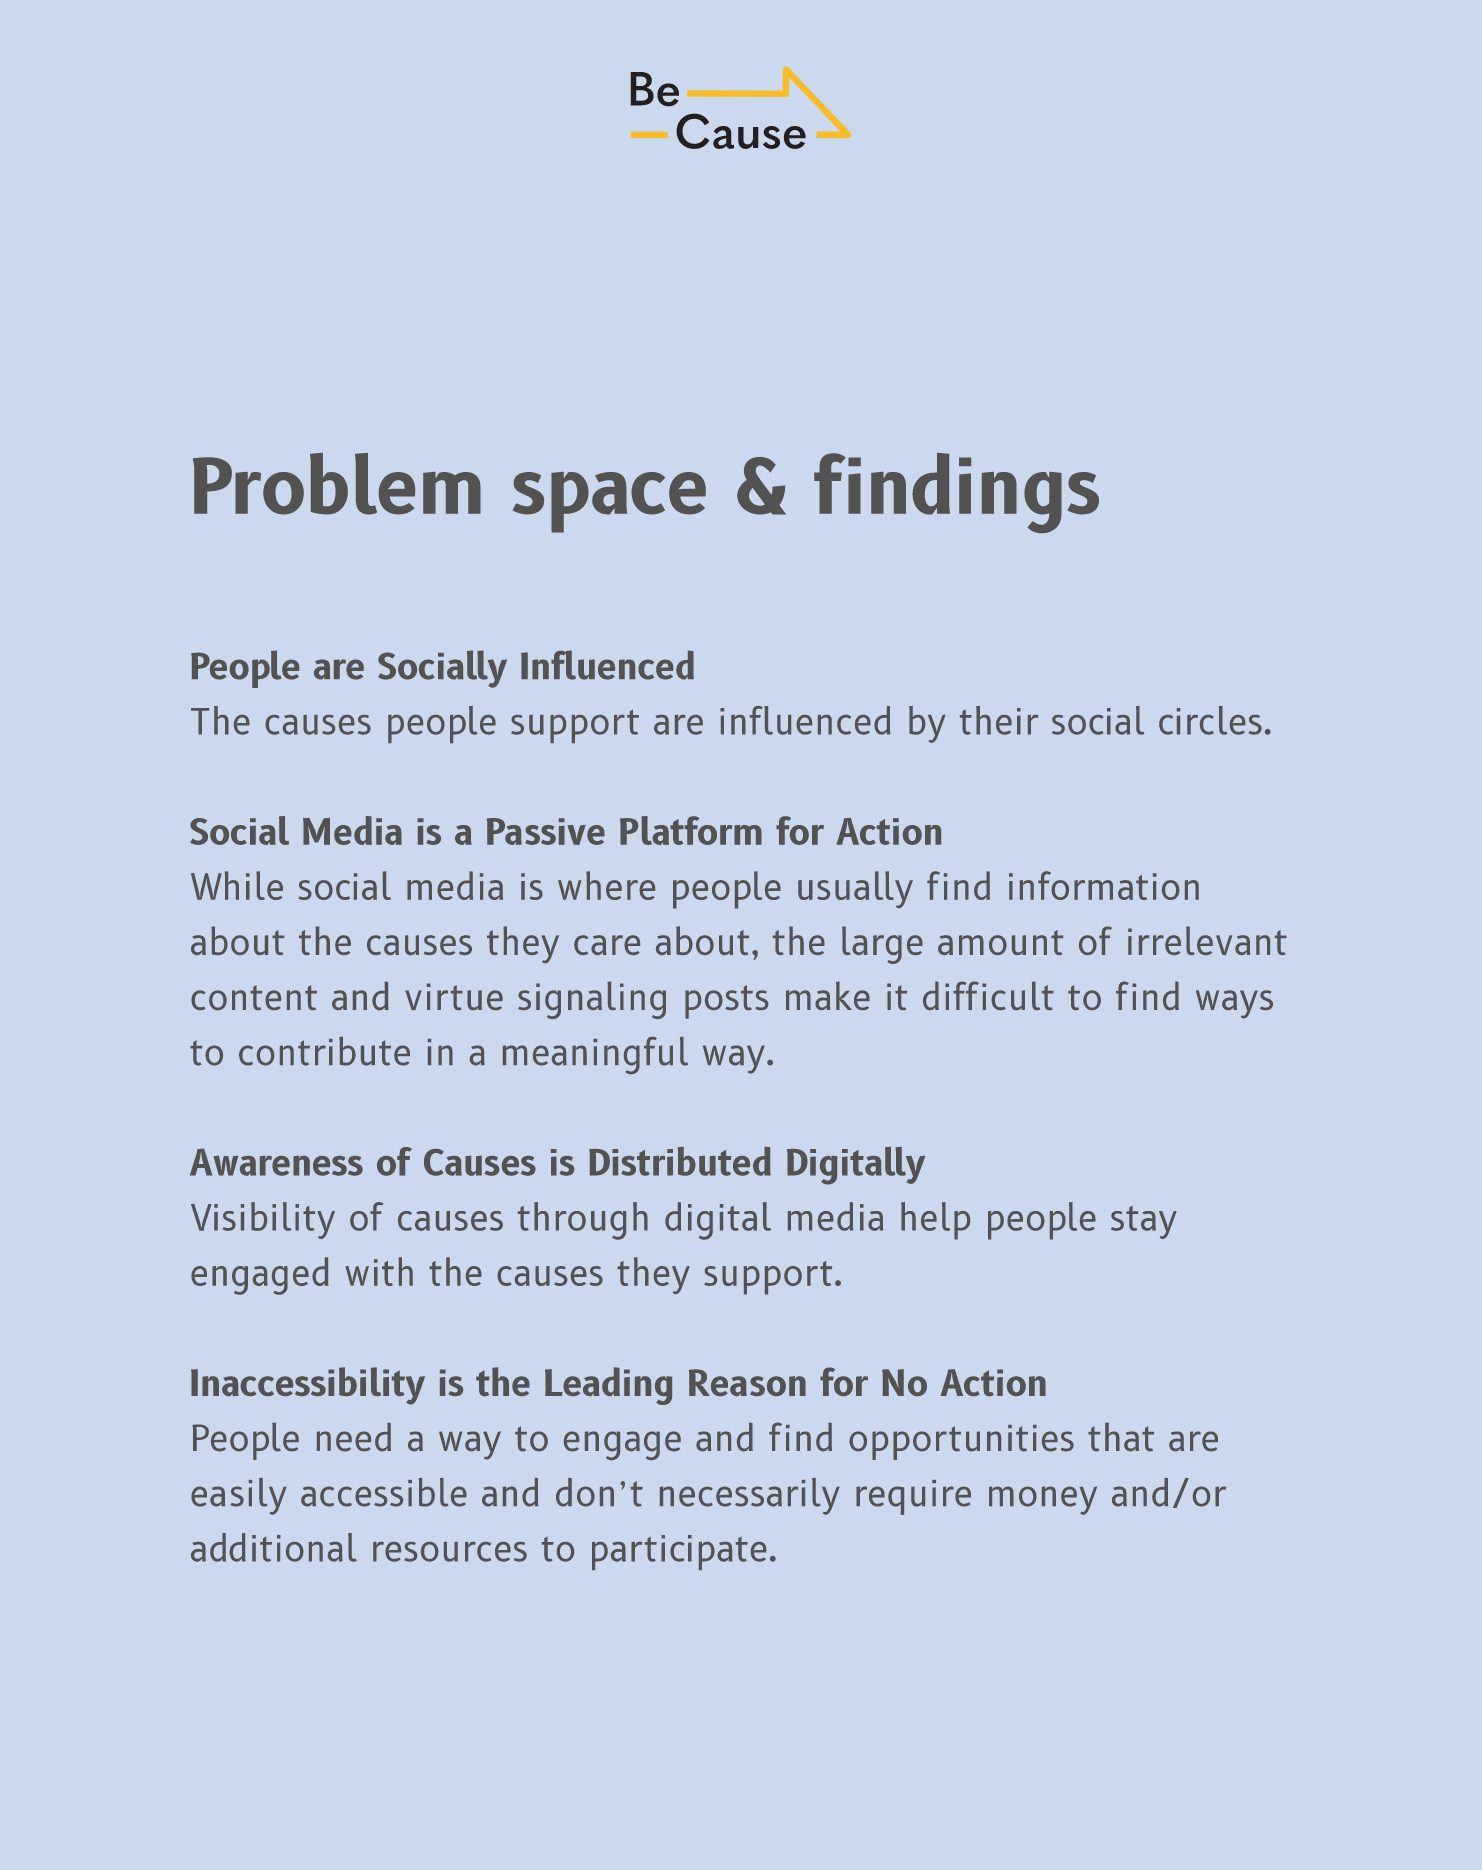 Be
Cause
Problem space & findings
People are Socially Influenced
The causes people support are influenced by their social circles.
Social Media is a Passive Platform for Action
While social media is where people usually find information
about the causes they care about, the large amount of irrelevant
content and virtue signaling posts make it difficult to find ways
to contribute in a meaningful way.
Awareness of Causes is Distributed Digitally
Visibility of causes through digital media help people stay
engaged with the causes they support.
Inaccessibility is the Leading Reason for No Action
People need a way to engage and find opportunities that are
easily accessible and don’t necessarily require money and/or
additional resources to participate.